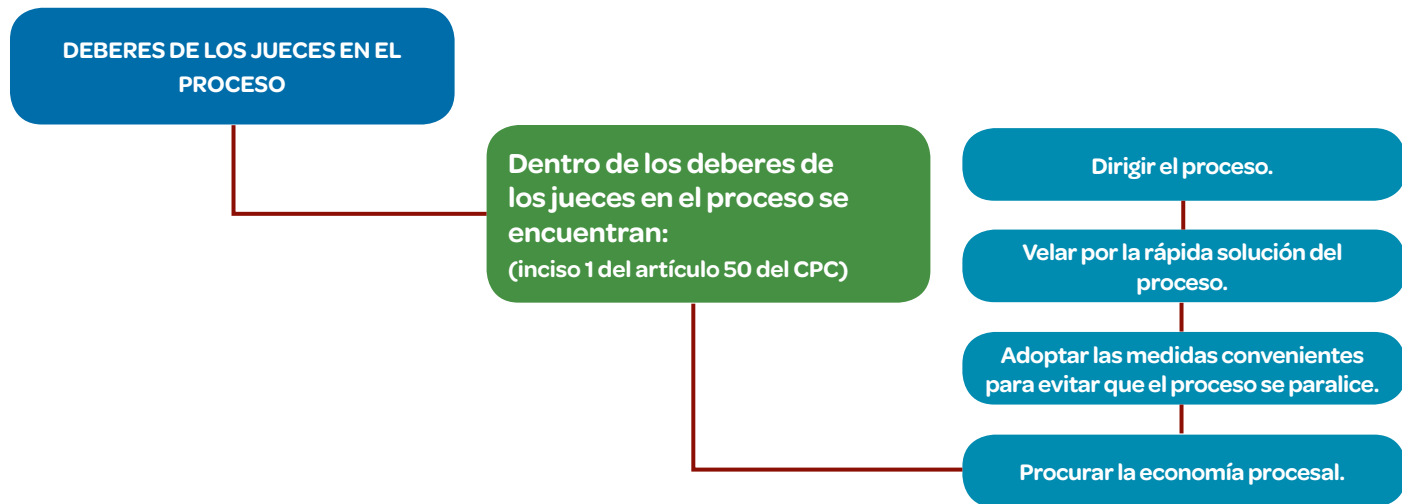 DEBERES DE LOS JUECES EN EL
PROCESO
Dentro de los deberes de
los jueces en el proceso se
encuentran:
(inciso 1 del artículo 50 del CPC)
Dirigir el proceso.
Velar por la rápida solución del
proceso.
Adoptar las medidas convenientes
para evitar que el proceso se paralice.
Procurar la economía procesal.